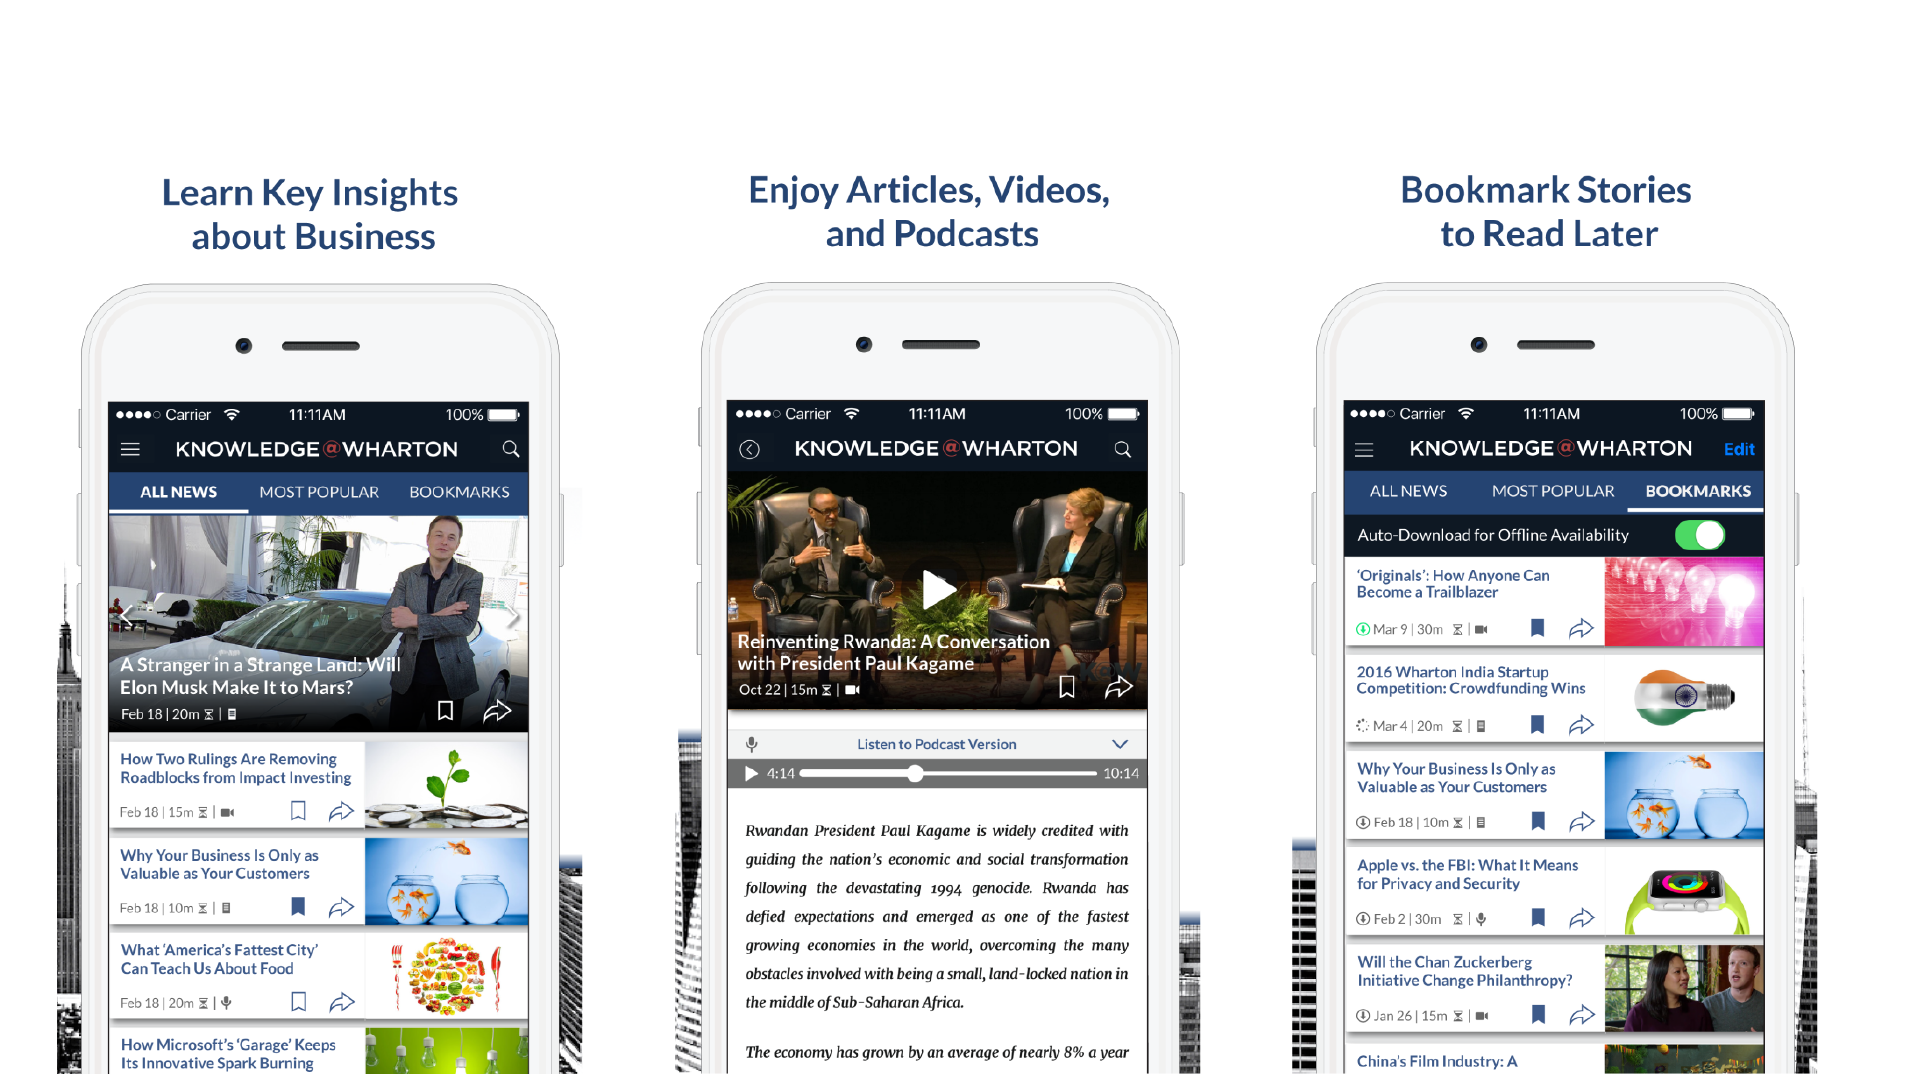 Learn Key Insights
about Business
●●●●○ Carrier 11:11AM 100%
KNOWLEDGE@WHARTON
ALL NEWS MOST POPULAR BOOKMARKS
A Stranger in a Strange Land: Will
Elon Musk Make It to Mars?
Feb 18 | 20m |
How Two Rulings Are Removing
Roadblocks from Impact Investing
Feb 18 | 15m |
Why Your Business Is Only as
Valuable as Your Customers
Feb 18 | 10m |
What ‘America’s Fattest City’
Can Teach Us About Food
Feb 18 | 20m |
How Microsoft’s ‘Garage’ Keeps
Its Innovative Spark Burning
Enjoy Articles, Videos,
and Podcasts
●●●●○ Carrier 11:11AM 100%
KNOWLEDGE@WHARTON
Reinventing Rwanda: A Conversation
with President Paul Kagame
Oct 22 | 15m |
Listen to Podcast Version
4:14 10:14
Rwandan President Paul Kagame is widely credited with
guiding the nation’s economic and social transformation
following the devastating 1994 genocide. Rwanda has
defied expectations and emerged as one of the fastest
growing economies in the world, overcoming the many
obstacles involved with being a small, land-locked nation in
the middle of Sub-Saharan Africa.
The economy has grown by an average of nearly 8% a year
Bookmark Stories
to Read Later
●●●●○ Carrier 11:11AM 100%
KNOWLEDGE@WHARTON Edit
ALL NEWS MOST POPULAR BOOKMARKS
Auto-Download for Offline Availability
‘Originals’: How Anyone Can
Become a Trailblazer
Mar 9 | 30m |
2016 Wharton India Startup
Competition: Crowdfunding Wins
Mar 4 | 20m |
Why Your Business Is Only as
Valuable as Your Customers
Feb 18 | 10m |
Apple vs. the FBI: What It Means
for Privacy and Security
Feb 2 | 30m |
Will the Chan Zuckerberg
Initiative Change Philanthropy?
Jan 26 | 15m |
China’s Film Industry: A